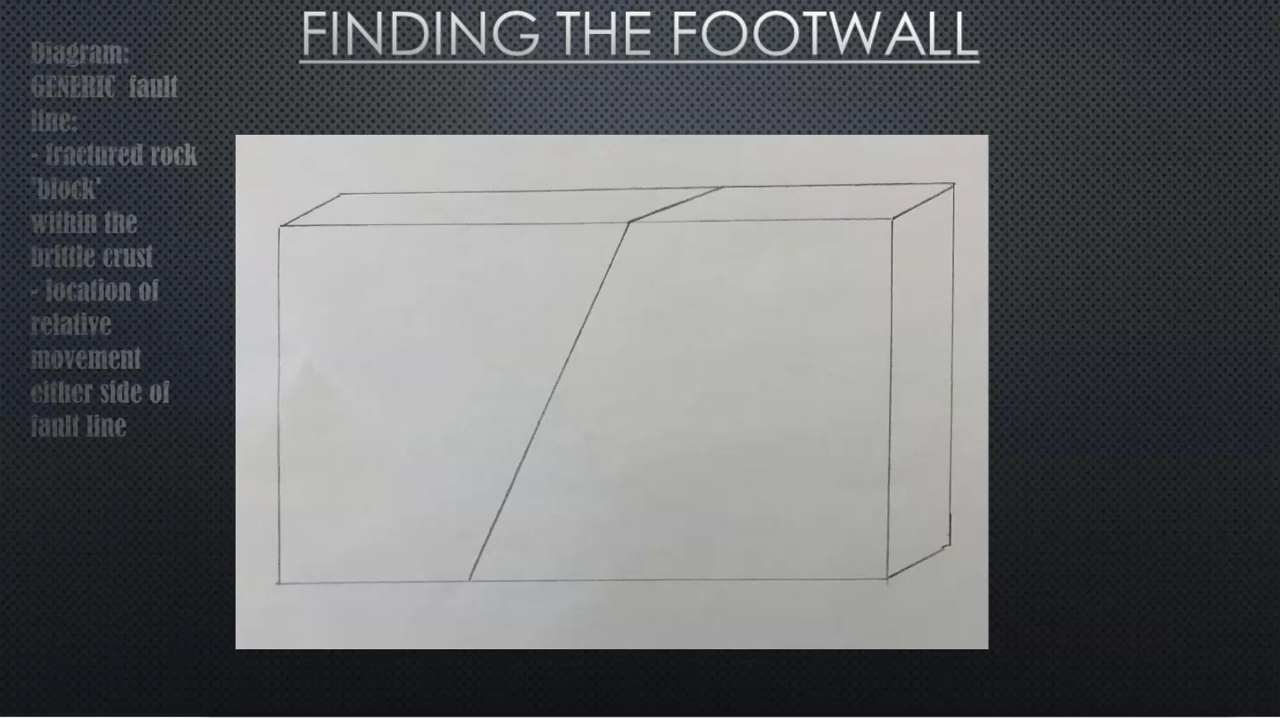 FINDING THE FOOTWALL
Diagram:
GENERIC fault
line:
- fractured rock
'block'
within the
brittle crust
- location of
relative
movement
either side of
fault line